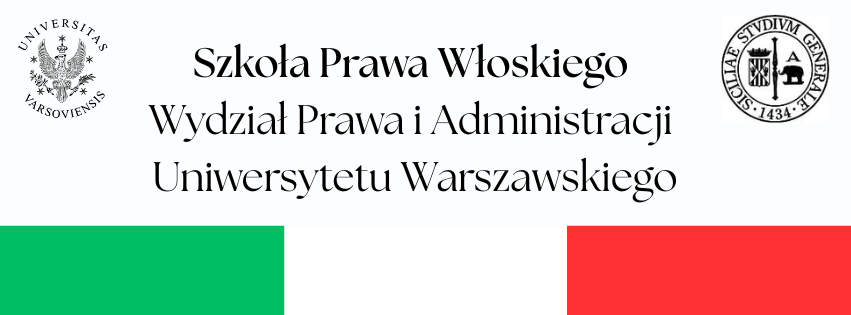 UNIVERSITAS
VARSOVIENSIS
Szkoła Prawa Włoskiego
Wydział Prawa i Administracji
Uniwersytetu Warszawskiego
SICILIAE STVDIVM GENERALE
A
1434